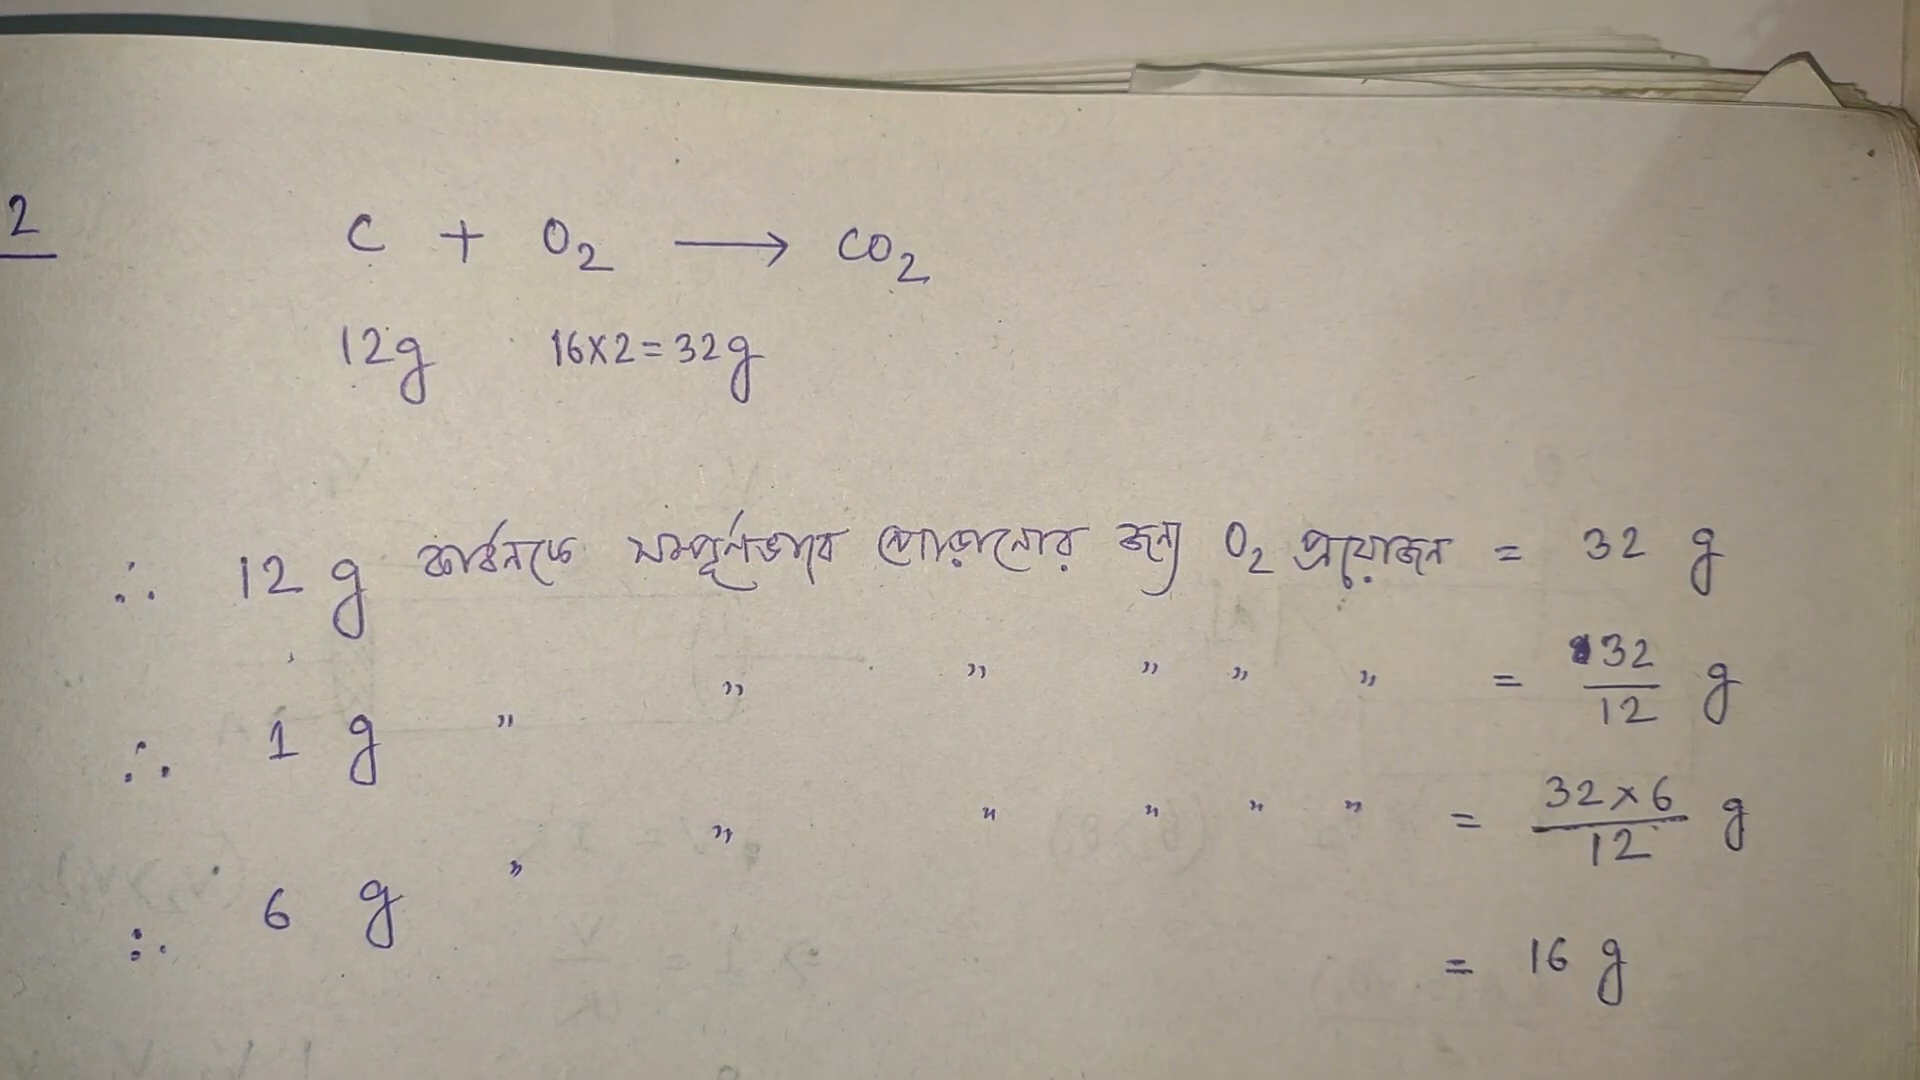 2
C + O₂ ⟶ CO₂
12g 16×2=32g
∴ 12 g কার্বনকে সম্পূর্ণভাবে পোড়ানোর জন্য O₂ প্রয়োজন = 32 g
∴ 1 g " " " " " " = 32/12 g
∴ 6 g " " " " " " = 32×6/12 g
= 16 g